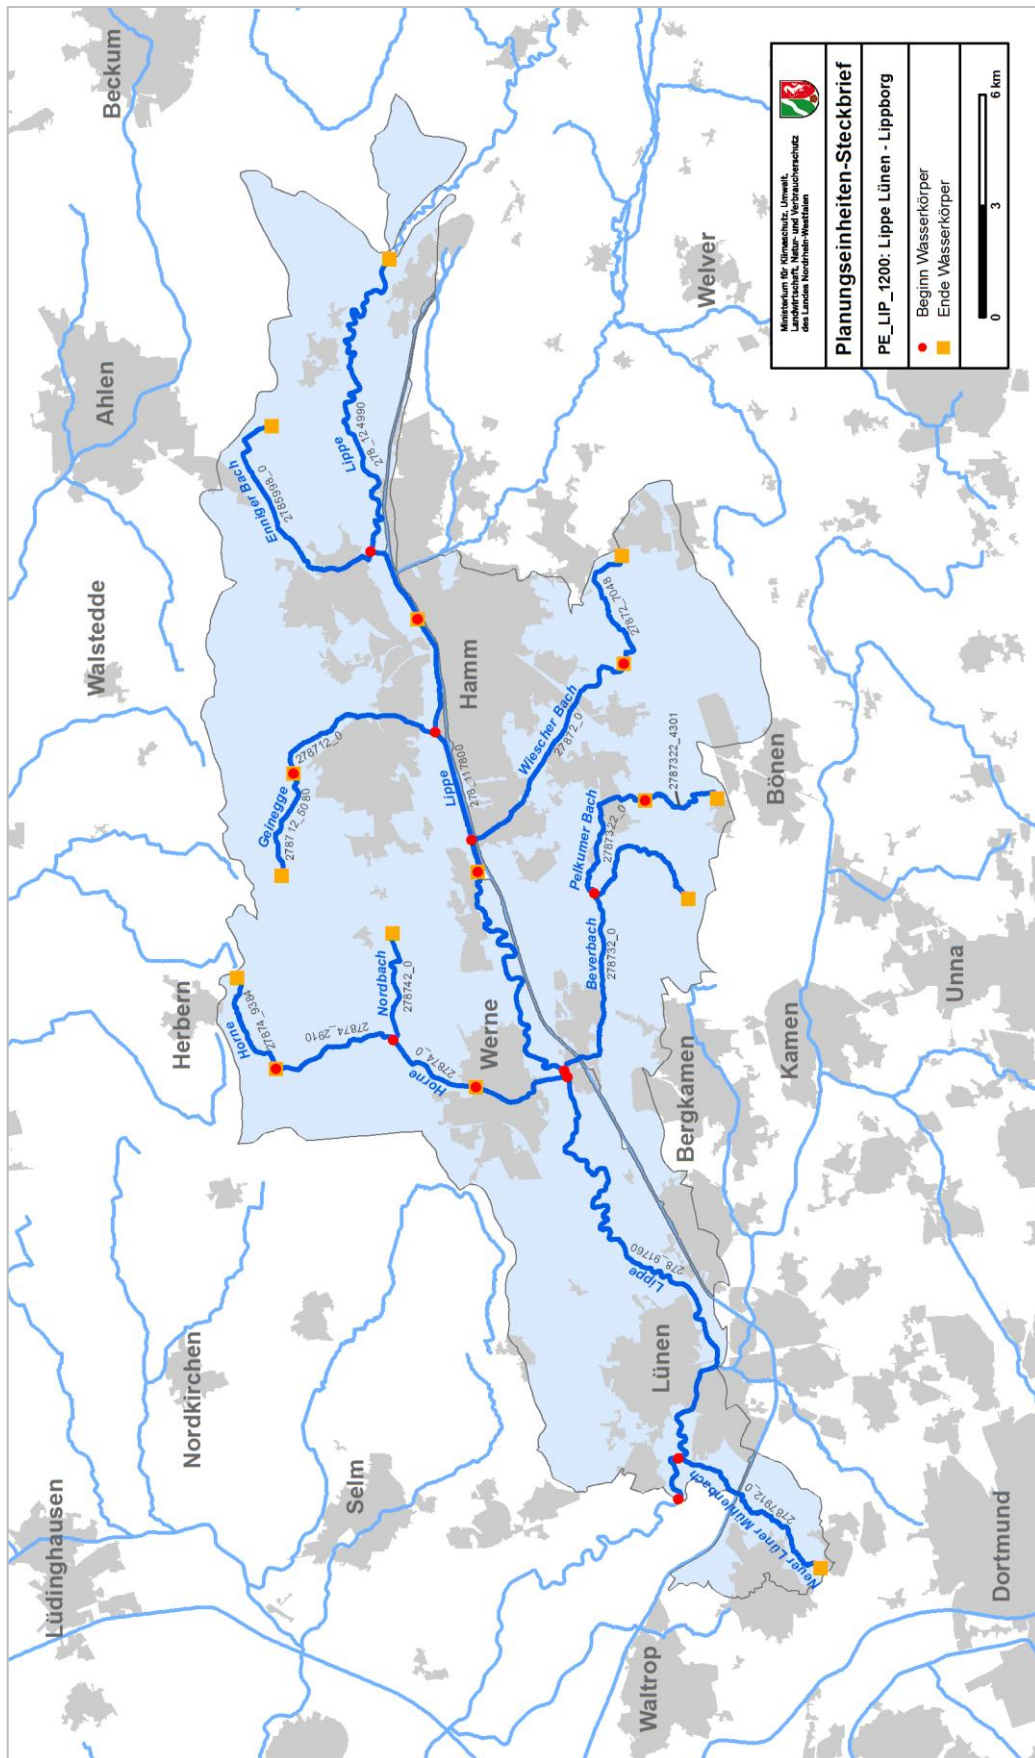 Beckum
Ahlen
Walstedde
Herbern
Nordkirchen
Lüdinghausen
Selm
Welver
Hamm
Bönen
Werne
Unna
Kamen
Bergkamen
Lünen
Waltrop
Dortmund
Enniger Bach
2785998_0
Lippe
278_124990
Geinegge
278712_0
278712_5080
Lippe
278_117800
Wiescher Bach
27872_0
27872_7048
Pelkumer Bach
2787322_0
2787322_4301
Beverbach
278732_0
Nordbach
278742_0
Horne
27874_9384
27874_2910
Horne
27874_0
Lippe
278_91760
Neuer Lüner Mühlenbach
2787912_0
Ministerium für Klimaschutz, Umwelt,
Landwirtschaft, Natur- und Verbraucherschutz
des Landes Nordrhein-Westfalen
Planungseinheiten-Steckbrief
PE_LIP_1200: Lippe Lünen - Lippborg
Beginn Wasserkörper
Ende Wasserkörper
0 3 6 km